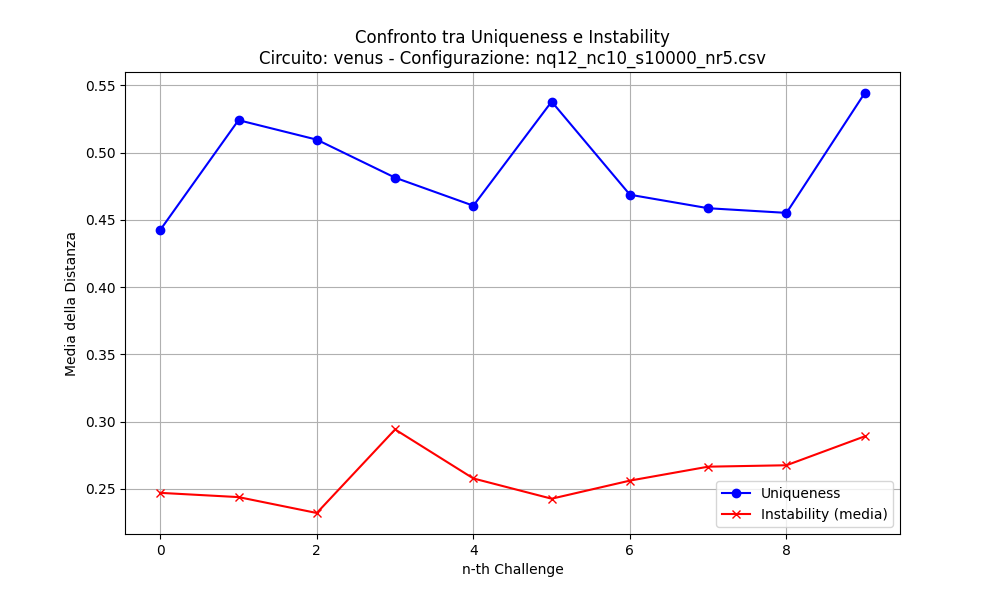 Confronto tra Uniqueness e Instability
Circuito: venus - Configurazione: nq12_nc10_s10000_nr5.csv
Media della Distanza
0.55
0.50
0.45
0.40
0.35
0.30
0.25
0 2 4 6 8
n-th Challenge
Uniqueness
Instability (media)